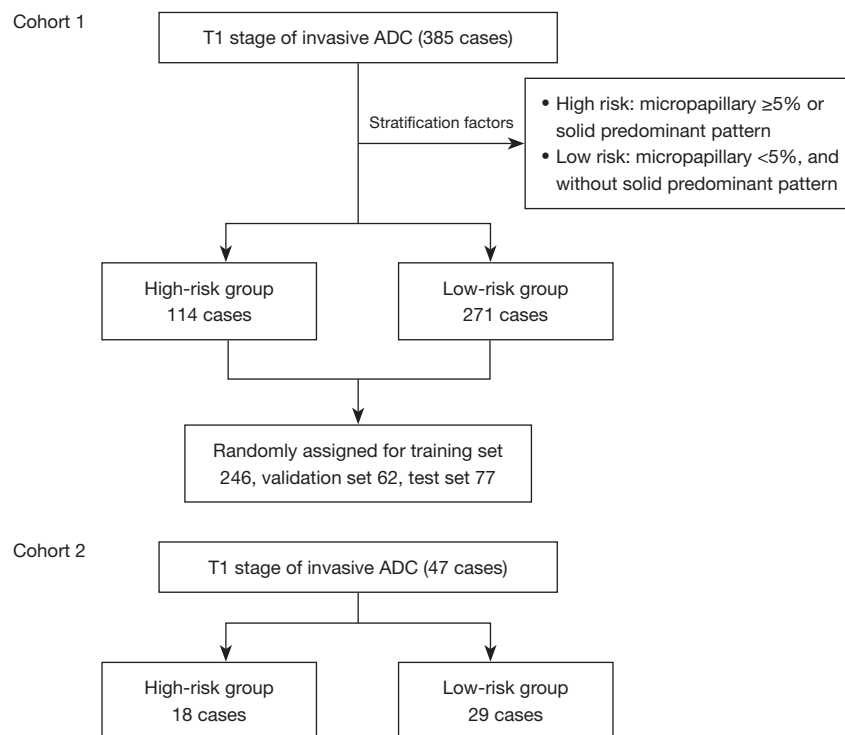 Cohort 1
T1 stage of invasive ADC (385 cases)
Stratification factors
• High risk: micropapillary ≥5% or
solid predominant pattern
• Low risk: micropapillary <5%, and
without solid predominant pattern
High-risk group
114 cases
Low-risk group
271 cases
Randomly assigned for training set
246, validation set 62, test set 77
Cohort 2
T1 stage of invasive ADC (47 cases)
High-risk group
18 cases
Low-risk group
29 cases